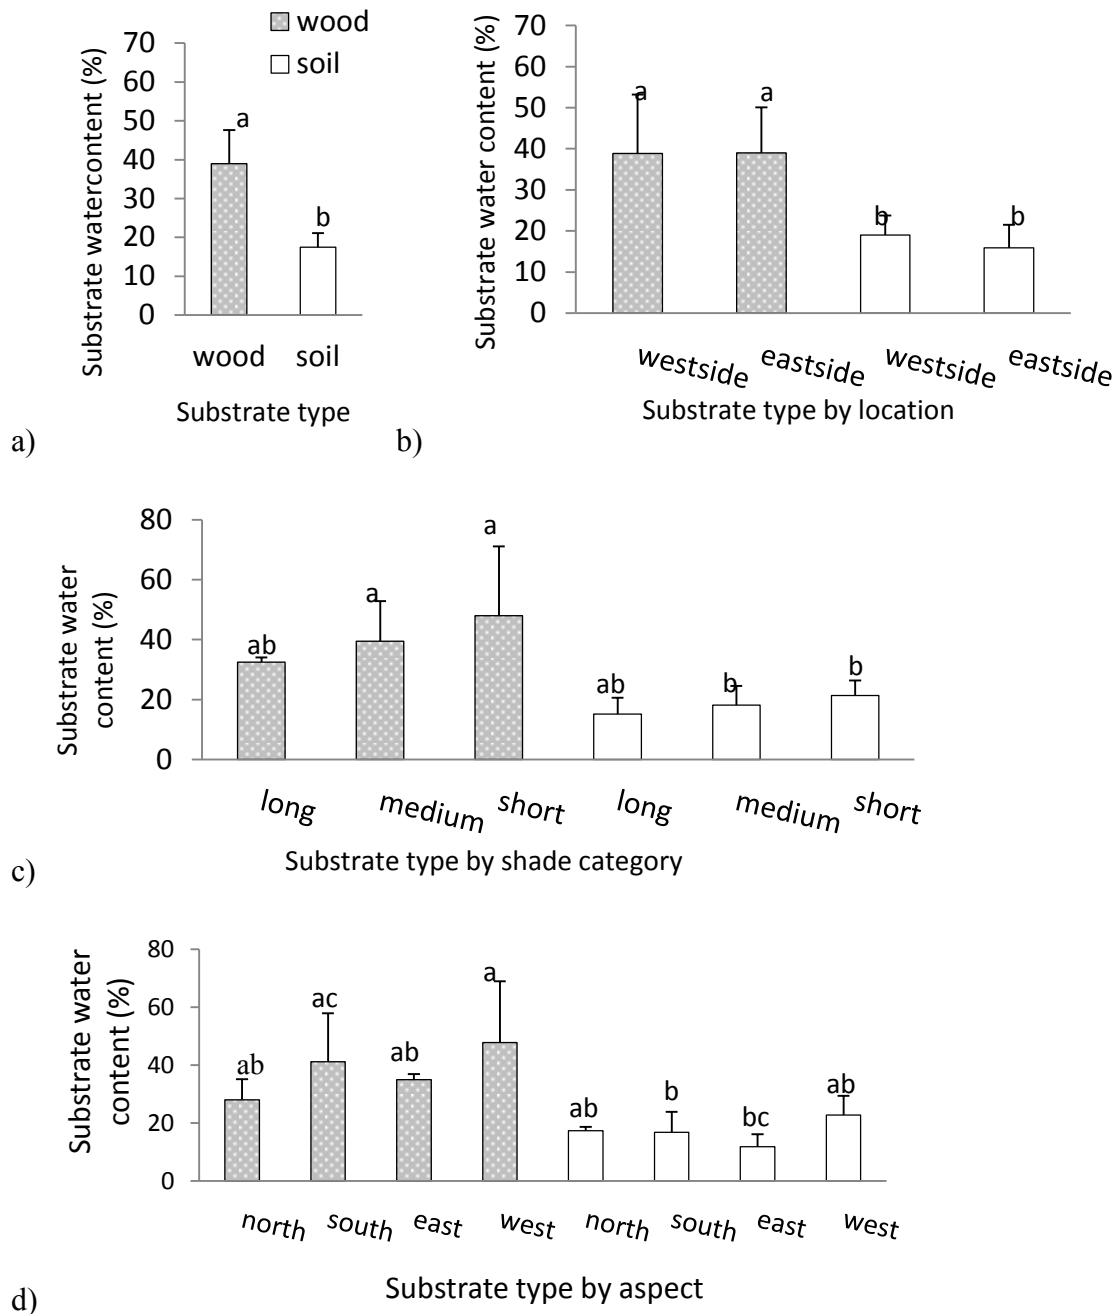 wood
soil
Substrate watercontent (%)
70
60
50
40
30
20
10
0
a
b
wood soil
Substrate type
a)
Substrate water content (%)
70
60
50
40
30
20
10
0
a a b b
westside eastside westside eastside
Substrate type by location
b)
Substrate water
content (%)
80
60
40
20
0
ab a a ab b b
long medium short long medium short
Substrate type by shade category
c)
Substrate water
content (%)
80
60
40
20
0
ab ac ab a ab b bc ab
north south east west north south east west
Substrate type by aspect
d)